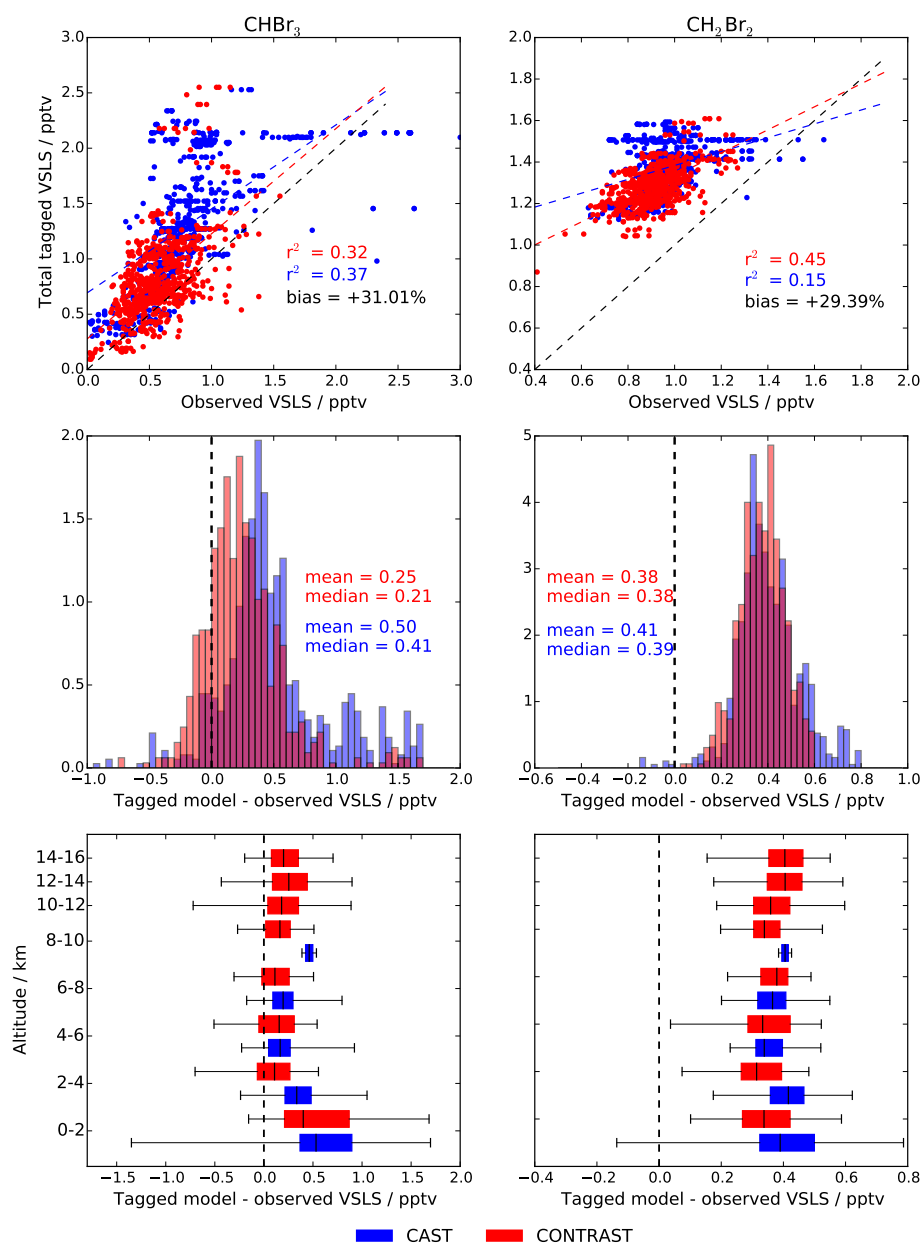 CHBr3
CH2Br2
3.0
2.5
2.0
1.5
1.0
0.5
0.0
Total tagged VSLS / pptv
r2 = 0.32
r2 = 0.37
bias = +31.01%
0.0 0.5 1.0 1.5 2.0 2.5 3.0
Observed VSLS / pptv
2.0
1.8
1.6
1.4
1.2
1.0
0.8
0.6
0.4
r2 = 0.45
r2 = 0.15
bias = +29.39%
0.4 0.6 0.8 1.0 1.2 1.4 1.6 1.8 2.0
Observed VSLS / pptv
2.0
1.5
1.0
0.5
0.0
mean = 0.25
median = 0.21
mean = 0.50
median = 0.41
−1.0 −0.5 0.0 0.5 1.0 1.5 2.0
Tagged model - observed VSLS / pptv
5
4
3
2
1
0
mean = 0.38
median = 0.38
mean = 0.41
median = 0.39
−0.6 −0.4 −0.2 0.0 0.2 0.4 0.6 0.8 1.0
Tagged model - observed VSLS / pptv
14-16
12-14
10-12
8-10
6-8
4-6
2-4
0-2
Altitude / km
−1.5 −1.0 −0.5 0.0 0.5 1.0 1.5 2.0
Tagged model - observed VSLS / pptv
−0.4 −0.2 0.0 0.2 0.4 0.6 0.8
Tagged model - observed VSLS / pptv
CAST CONTRAST